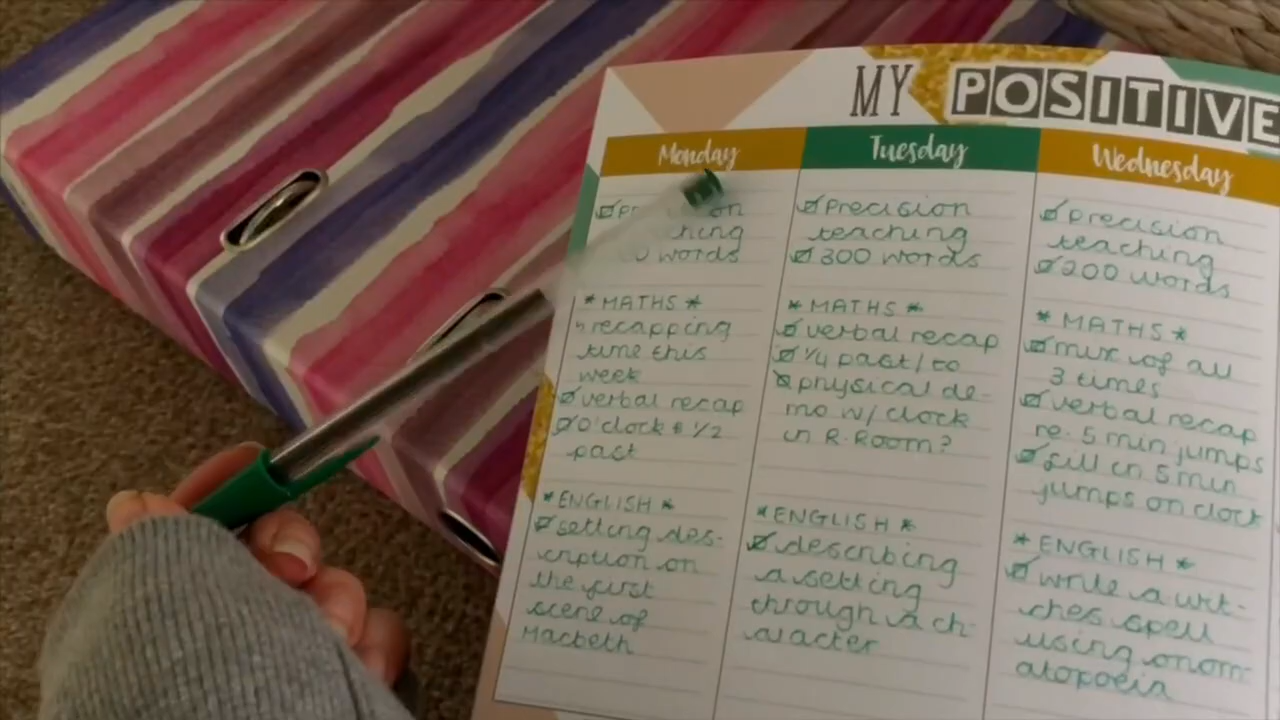 MY POSITIVE
Monday
words
* MATHS *
recapping
time this
week
verbal recap
O'clock & 1/2
past
* ENGLISH *
setting des-
cription on
the first
scene of
Macbeth
Tuesday
precision
teaching
300 words
* MATHS *
verbal recap
1/4 past/to
physical de-
mo w/ clock
in R.Room?
* ENGLISH *
describing
a setting
through a ch-
aracter
Wednesday
precision
teaching
200 words
* MATHS *
mix of all
3 times
verbal recap
re. 5 min jumps
fill in 5 min
jumps on clock
* ENGLISH *
write a wit-
ches spell
using onom-
atopoeia